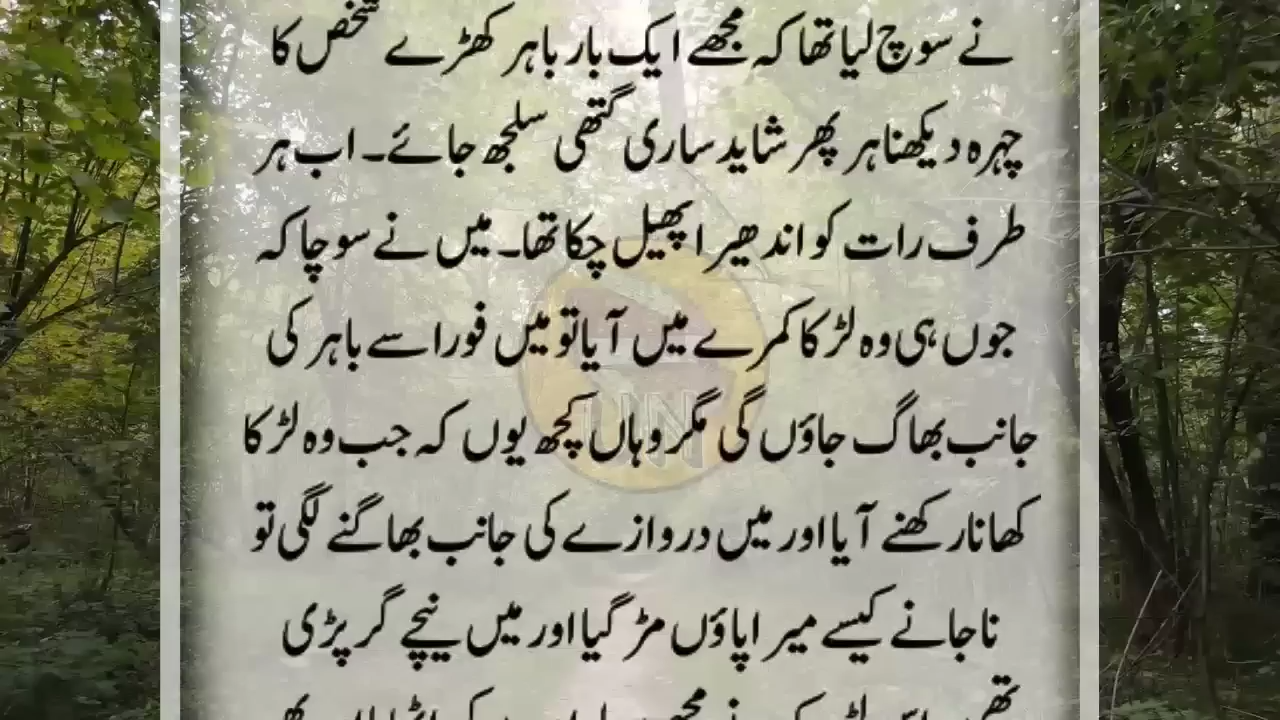 نے سوچ لیا تھا کہ مجھے ایک بار باہر کھڑے شخص کا
چہرہ دیکھنا ہر پھر شاید ساری گتھی سلجھ جائے۔ اب ہر
طرف رات کو اندھیرا پھیل چکا تھا۔ میں نے سوچا کہ
جوں ہی وہ لڑکا کمرے میں آیا تو میں فورا سے باہر کی
جانب بھاگ جاؤں گی مگر وہاں کچھ یوں کہ جب وہ لڑکا
کھانا رکھنے آیا اور میں دروازے کی جانب بھاگنے لگی تو
نا جانے کیسے میرا پاؤں مڑ گیا اور میں نیچے گر پڑی
UN